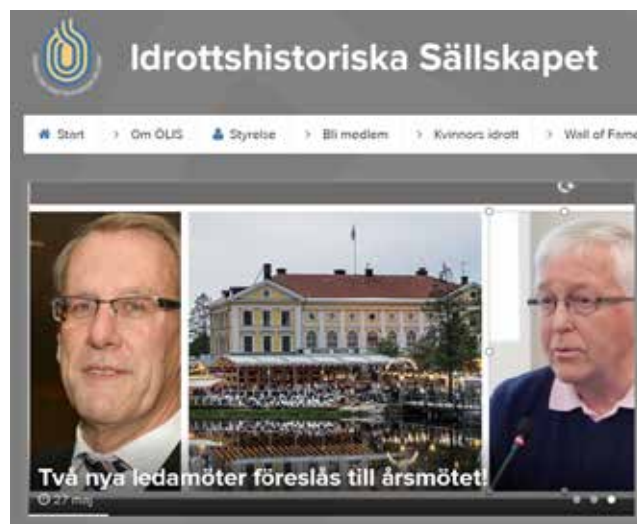 Idrottshistoriska Sällskapet
Start > Om ÖLIS Styrelse > Bli medlem > Kvinnors idrott > Wall of Fame
Två nya ledamöter föreslås till årsmötet!
27 maj